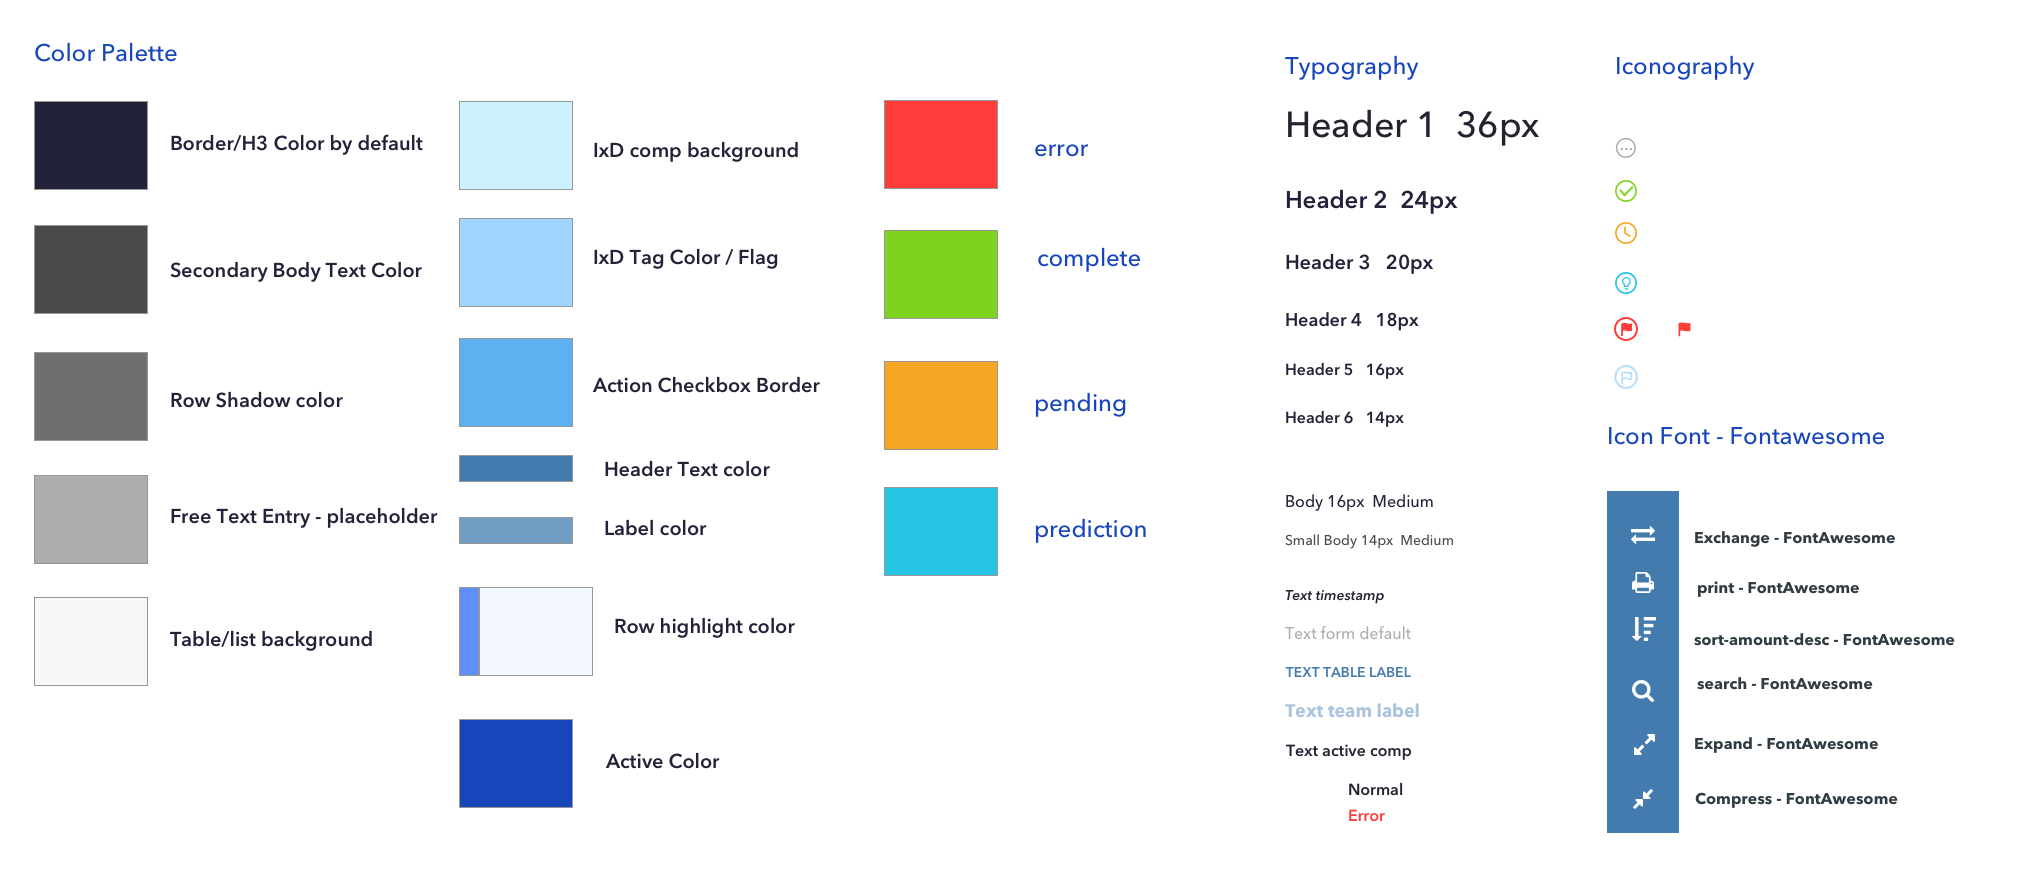 Color Palette
Border/H3 Color by default
Secondary Body Text Color
Row Shadow color
Free Text Entry - placeholder
Table/list background
IxD comp background
IxD Tag Color / Flag
Action Checkbox Border
Header Text color
Label color
Row highlight color
Active Color
error
complete
pending
prediction
Typography
Header 1  36px
Header 2  24px
Header 3  20px
Header 4  18px
Header 5  16px
Header 6  14px
Body 16px  Medium
Small Body 14px  Medium
Text timestamp
Text form default
TEXT TABLE LABEL
Text team label
Text active comp
Normal
Error
Iconography
Icon Font - Fontawesome
Exchange - FontAwesome
print - FontAwesome
sort-amount-desc - FontAwesome
search - FontAwesome
Expand - FontAwesome
Compress - FontAwesome